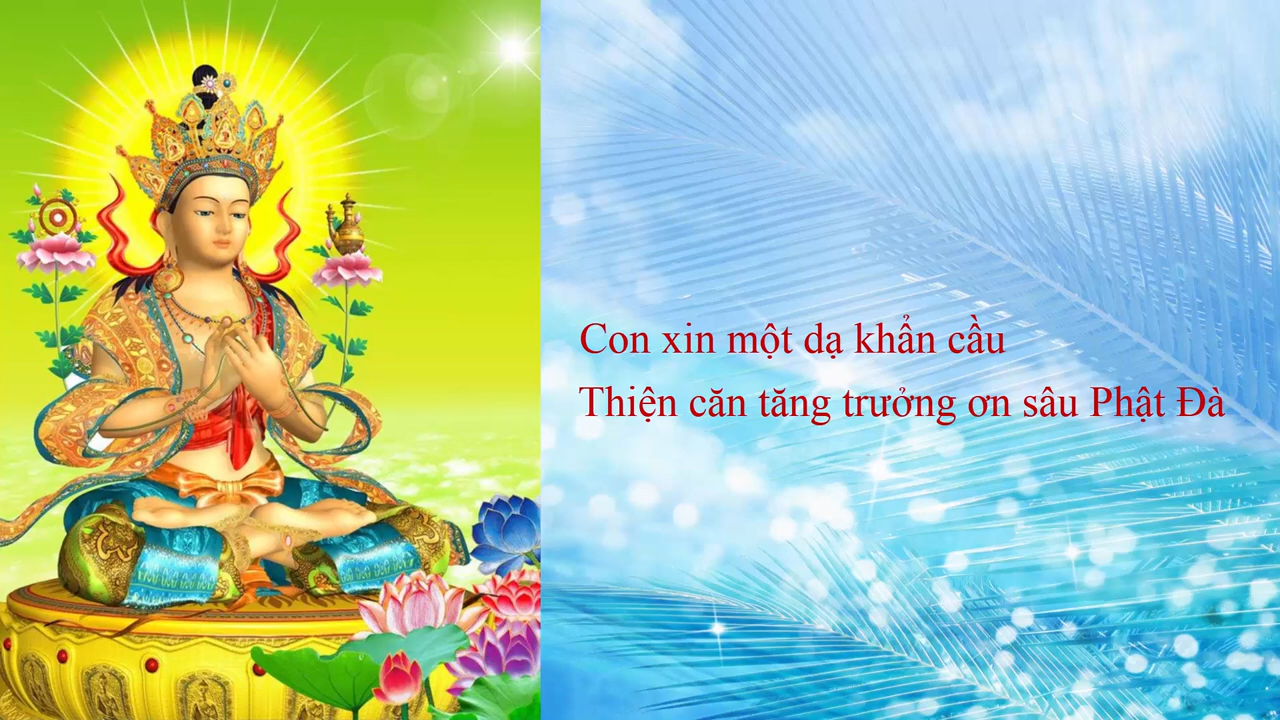 Con xin một dạ khẩn cầu
Thiện căn tăng trưởng ơn sâu Phật Đà